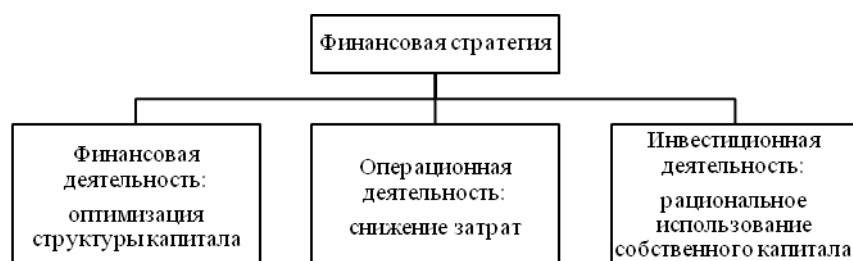 Финансовая стратегия
Финансовая
деятельность:
оптимизация
структуры капитала
Операционная
деятельность:
снижение затрат
Инвестиционная
деятельность:
рациональное
использование
собственного капитала